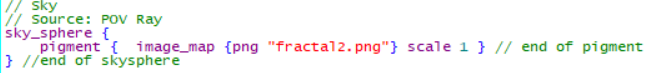 // Sky
// Source: POV Ray
sky_sphere {
pigment { image_map {png "fractal2.png"} scale 1 } // end of pigment
} //end of skysphere